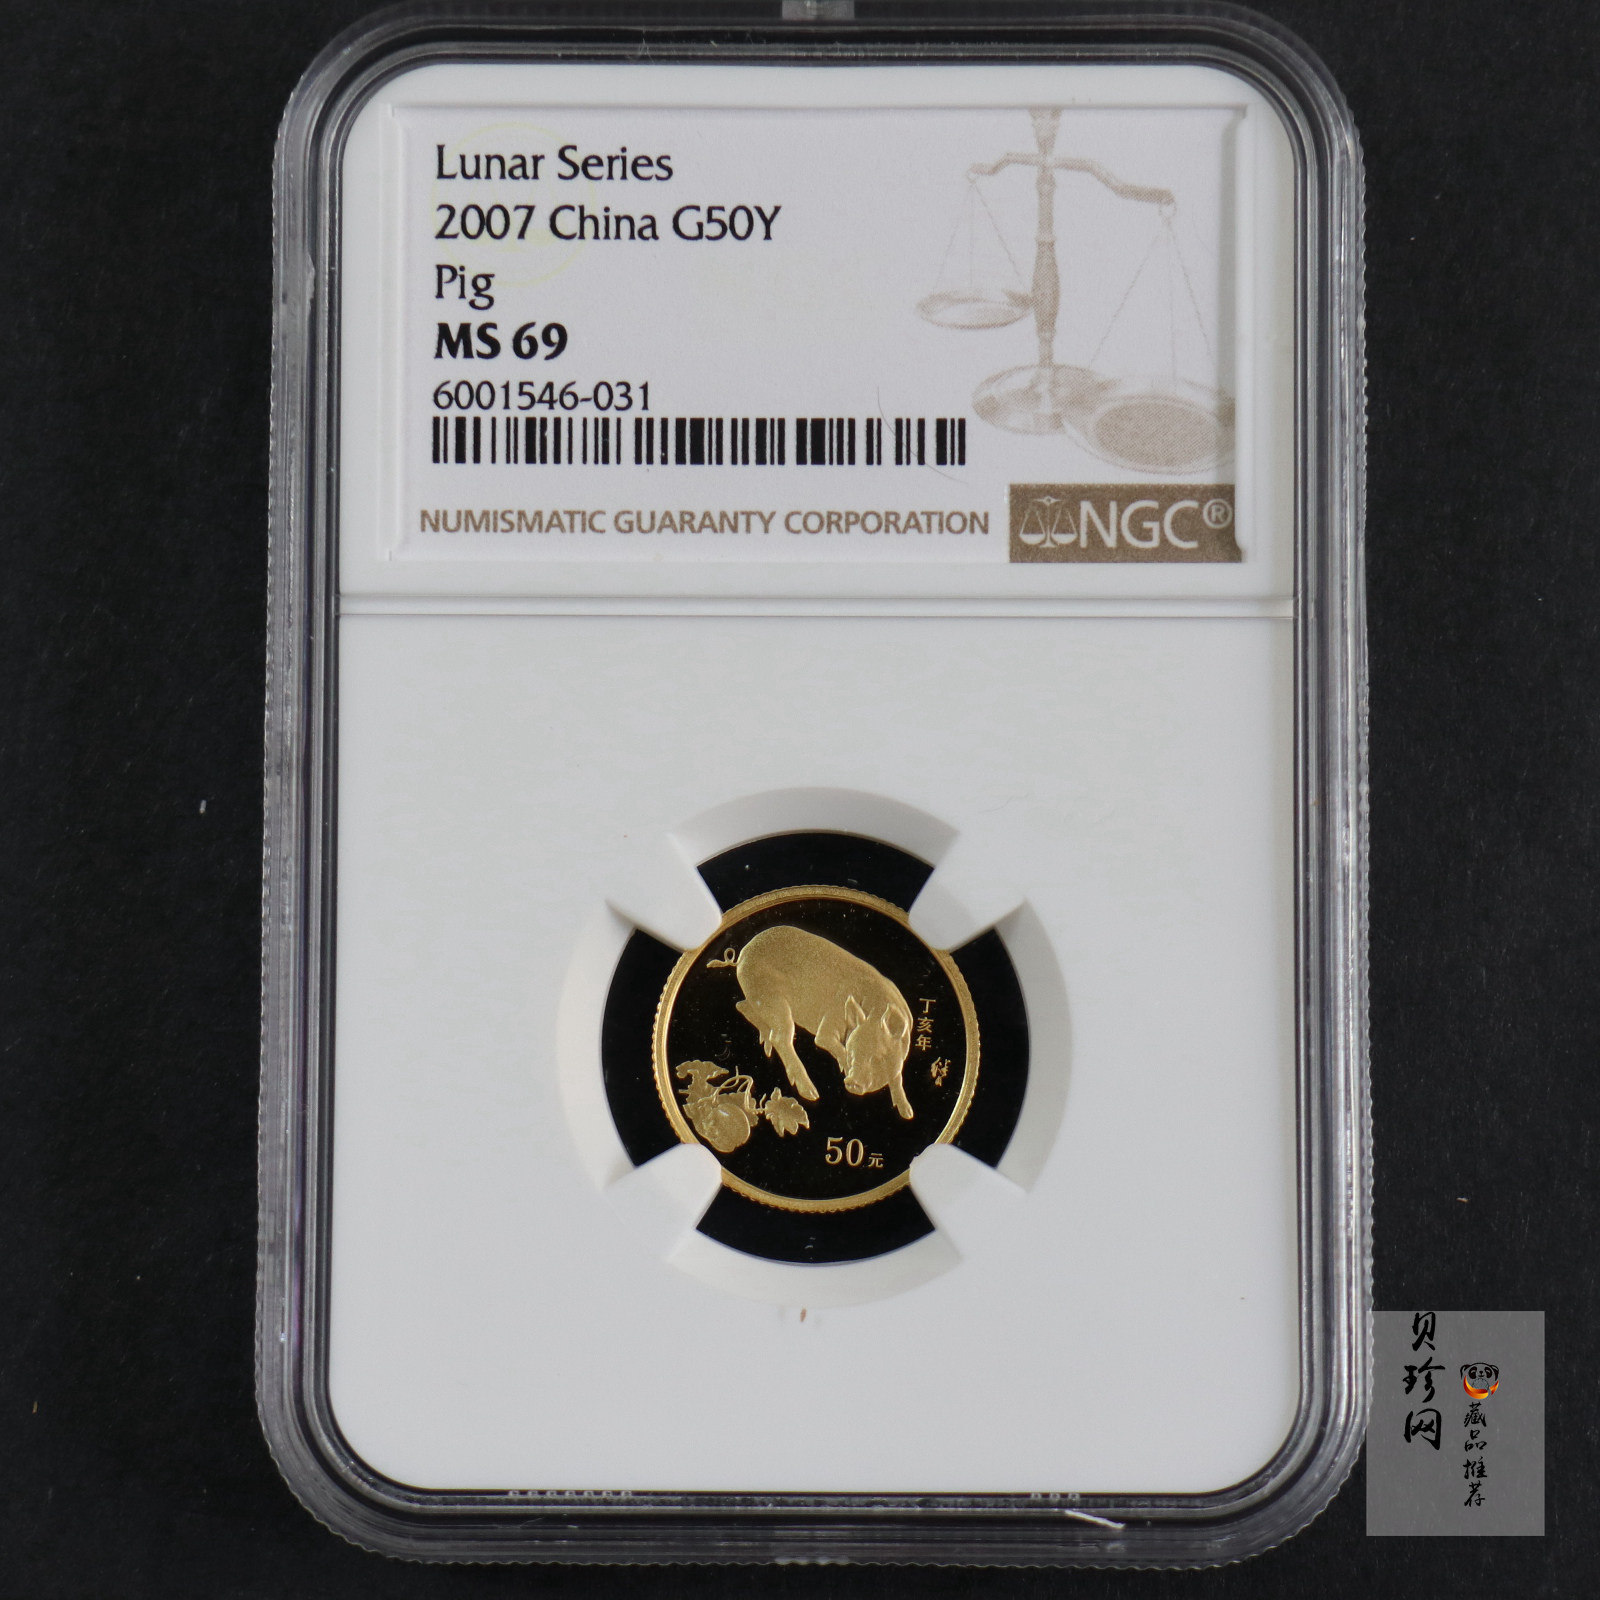 Lunar Series
2007 China G50Y
Pig
MS 69
6001546-031
NUMISMATIC GUARANTY CORPORATION
NGC®
丁亥年
50元
贝珍网
藏品推荐